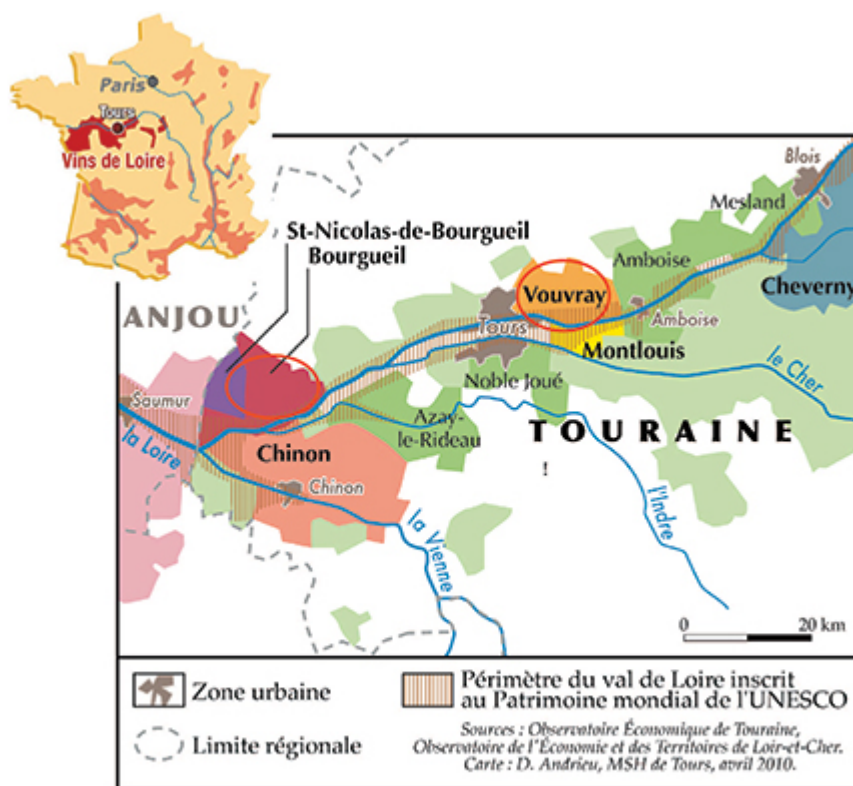 Paris
Tours
Vins de Loire
Blois
Mesland
St-Nicolas-de-Bourgueil
Bourgueil
Amboise
Cheverny
Vouvray
ANJOU
Tours
Amboise
Montlouis
le Cher
Noble Joué
Saumur
Azay-
le-Rideau
TOURAINE
la Loire
Chinon
!
Chinon
l'Indre
la Vienne
0 20 km
Zone urbaine
Périmètre du val de Loire inscrit
au Patrimoine mondial de l'UNESCO
Limite régionale
Sources : Observatoire Économique de Touraine,
Observatoire de l'Économie et des Territoires de Loir-et-Cher.
Carte : D. Andrieu, MSH de Tours, avril 2010.